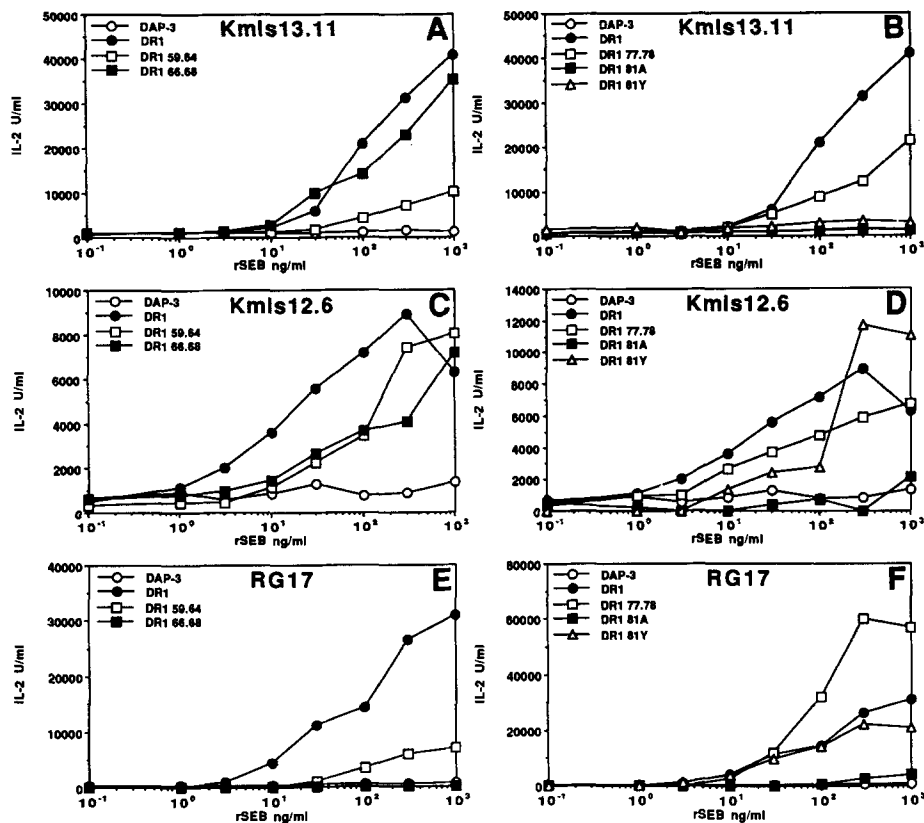 A
Kmls13.11
DAP-3
DR1
DR1 59.64
DR1 66.68
IL-2 U/ml
50000
40000
30000
20000
10000
0
10⁻¹ 10⁰ 10¹ 10² 10³
rSEB ng/ml
B
Kmls13.11
DAP-3
DR1
DR1 77.78
DR1 81A
DR1 81Y
IL-2 U/ml
50000
40000
30000
20000
10000
0
10⁻¹ 10⁰ 10¹ 10² 10³
rSEB ng/ml
C
Kmls12.6
DAP-3
DR1
DR1 59.64
DR1 66.68
IL-2 U/ml
10000
8000
6000
4000
2000
0
10⁻¹ 10⁰ 10¹ 10² 10³
rSEB ng/ml
D
Kmls12.6
DAP-3
DR1
DR1 77.78
DR1 81A
DR1 81Y
IL-2 U/ml
14000
12000
10000
8000
6000
4000
2000
0
10⁻¹ 10⁰ 10¹ 10² 10³
rSEB ng/ml
E
RG17
DAP-3
DR1
DR1 59.64
DR1 66.68
IL-2 U/ml
40000
30000
20000
10000
0
10⁻¹ 10⁰ 10¹ 10² 10³
rSEB ng/ml
F
RG17
DAP-3
DR1
DR1 77.78
DR1 81A
DR1 81Y
IL-2 U/ml
80000
60000
40000
20000
0
10⁻¹ 10⁰ 10¹ 10² 10³
rSEB ng/ml